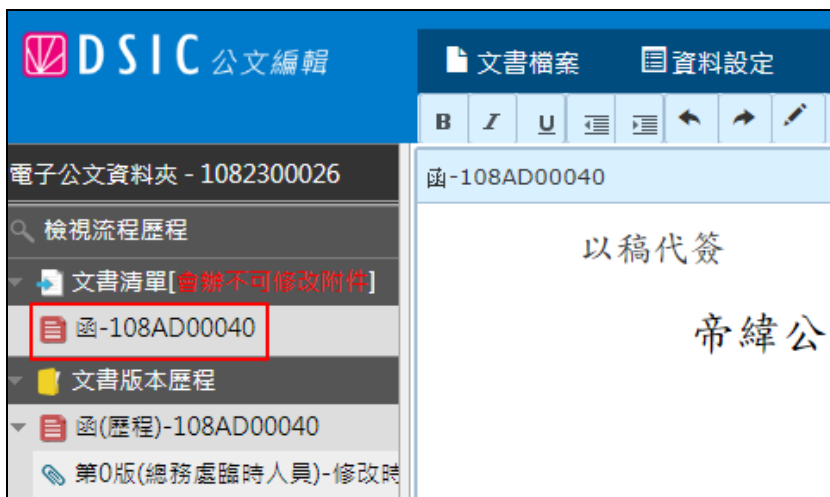 DSIC 公文編輯
文書檔案 資料設定
B I U
電子公文資料夾 - 1082300026
函-108AD00040
檢視流程歷程
以稿代簽
文書清單[會辦不可修改附件]
函-108AD00040
帝緯公
文書版本歷程
函(歷程)-108AD00040
第0版(總務處臨時人員)-修改時